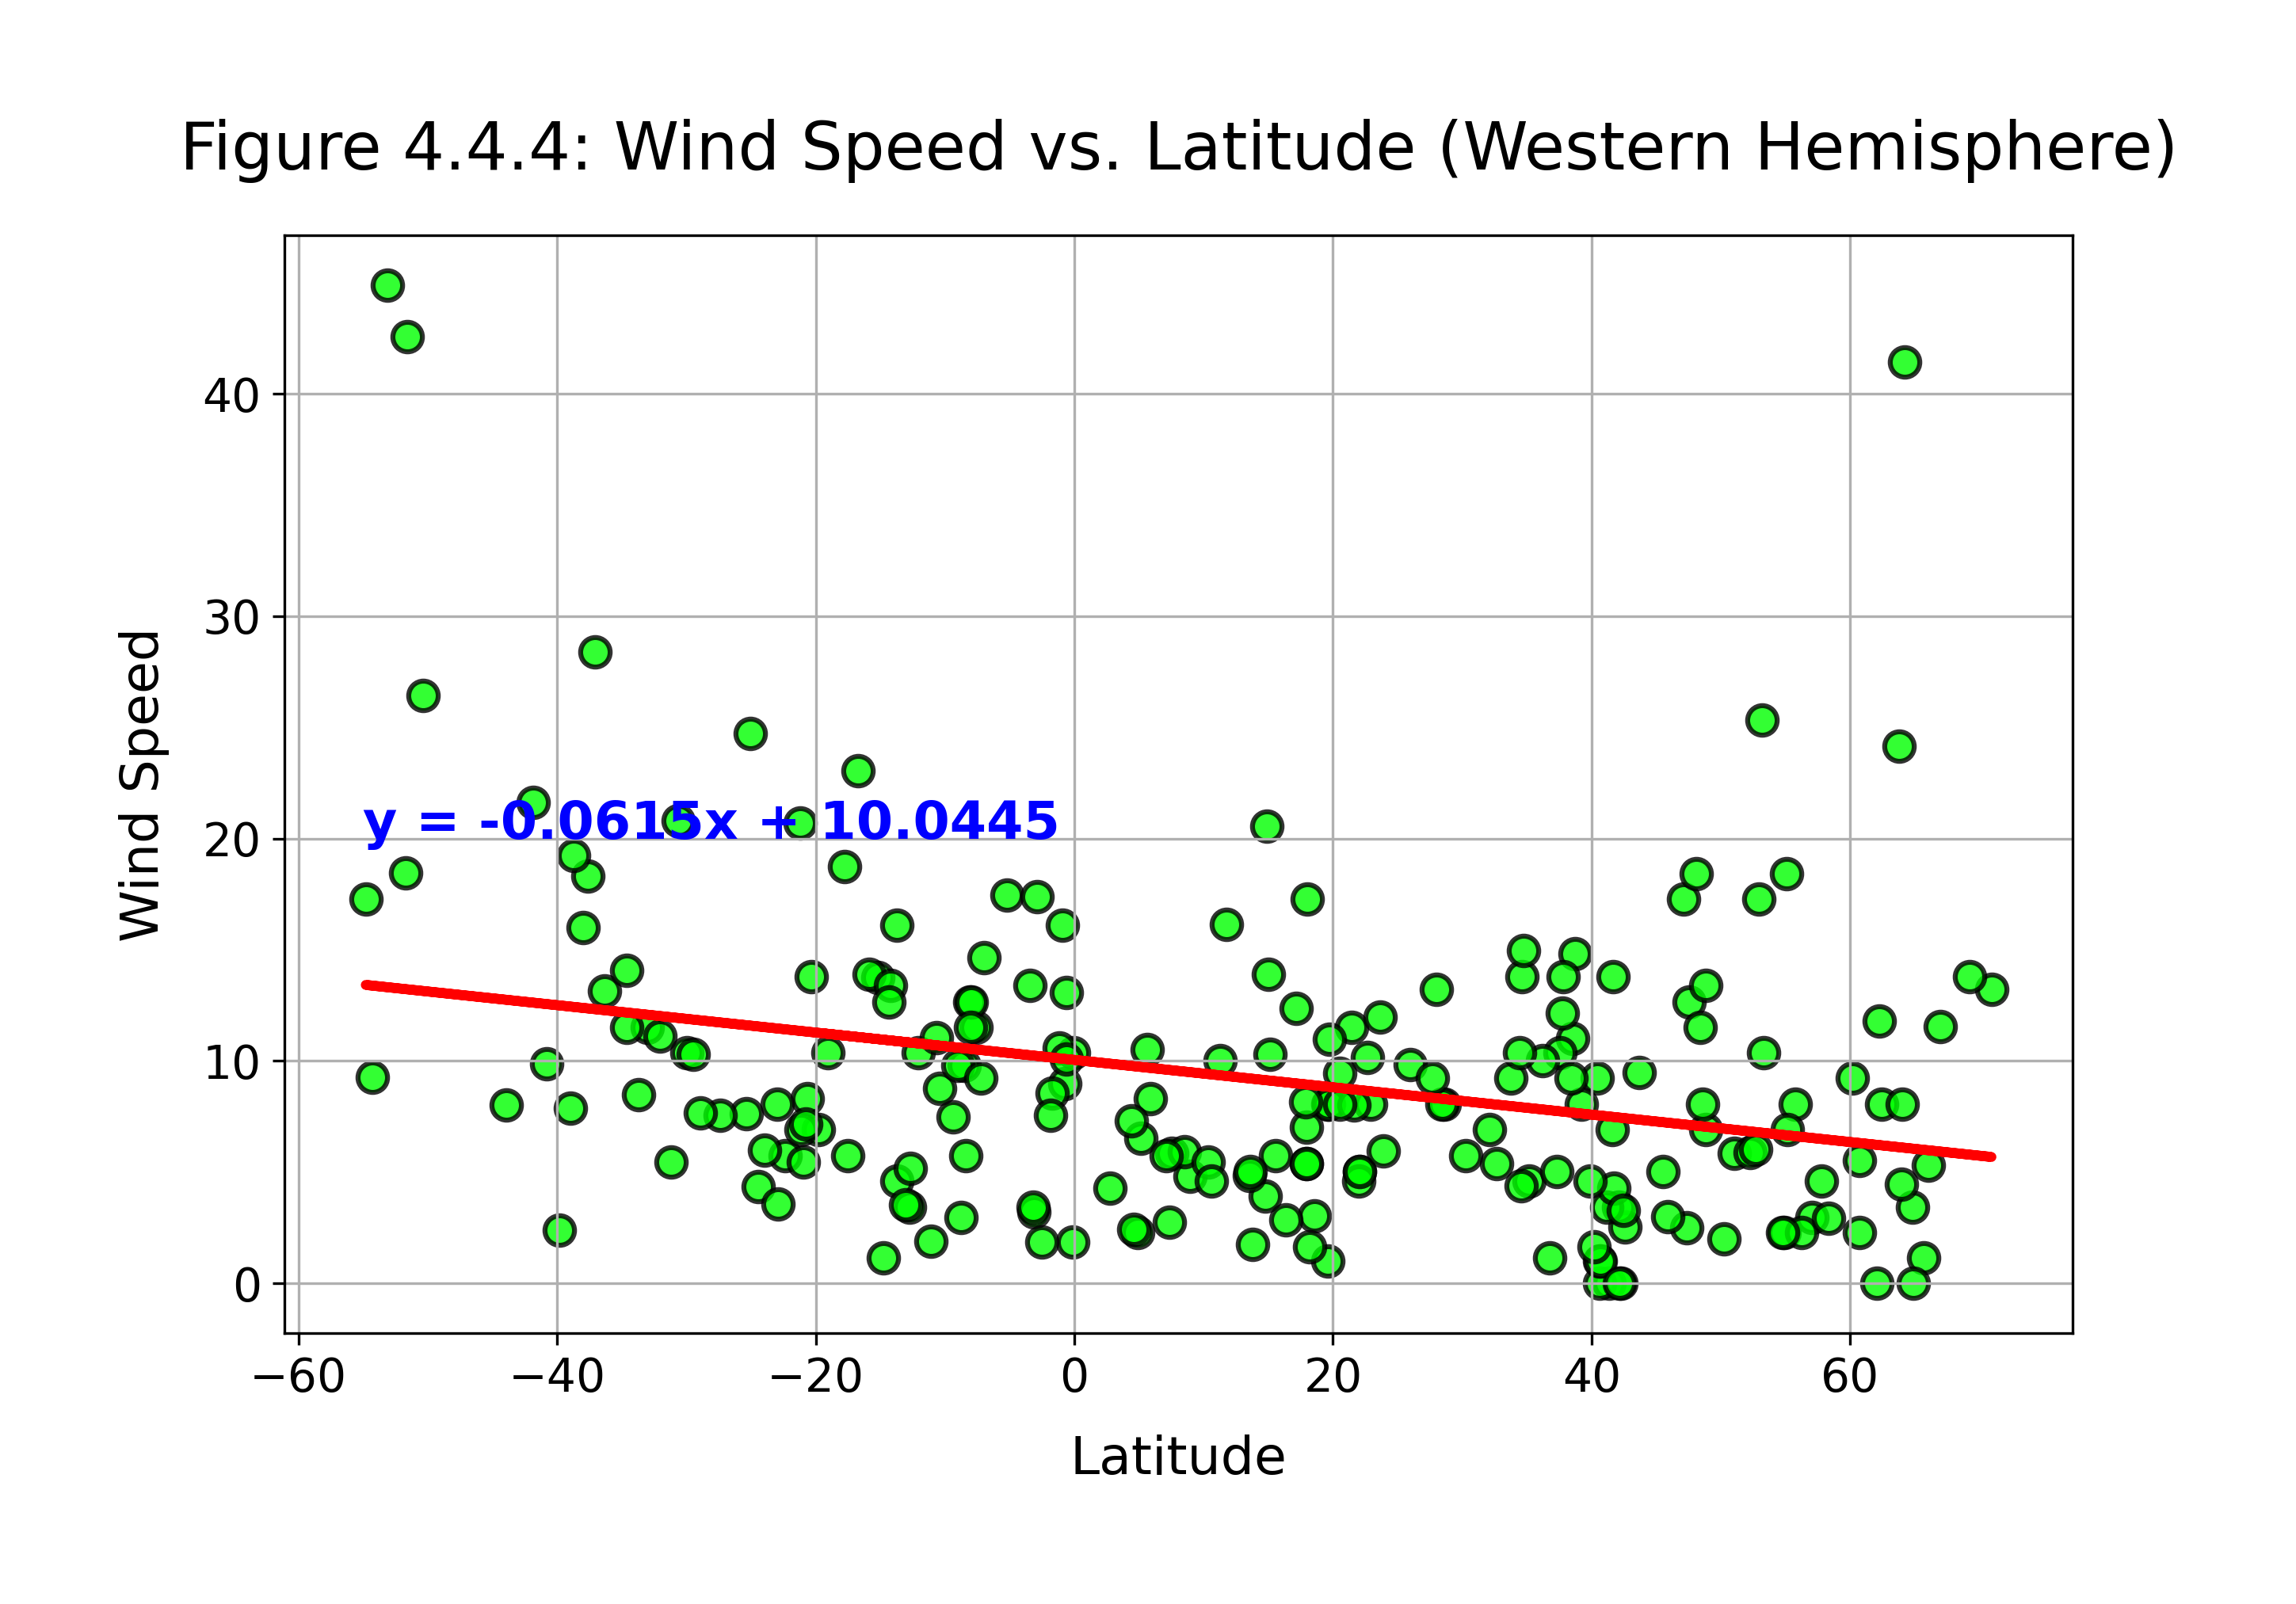 Figure 4.4.4: Wind Speed vs. Latitude (Western Hemisphere)
40
30
20
10
0
Wind Speed
y = -0.0615x + 10.0445
−60 −40 −20 0 20 40 60
Latitude